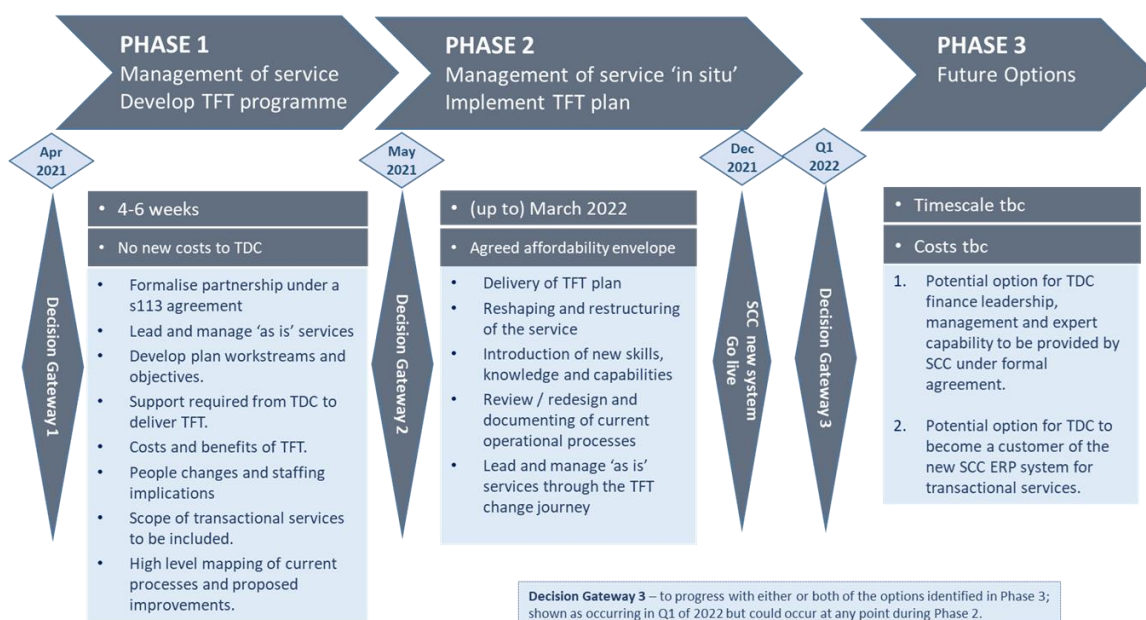 PHASE 1
Management of service
Develop TFT programme
PHASE 2
Management of service ‘in situ’
Implement TFT plan
PHASE 3
Future Options
Apr
2021
May
2021
Dec
2021
Q1
2022
Decision Gateway 1
• 4-6 weeks
• No new costs to TDC
• Formalise partnership under a
s113 agreement
• Lead and manage ‘as is’ services
• Develop plan workstreams and
objectives.
• Support required from TDC to
deliver TFT.
• Costs and benefits of TFT.
• People changes and staffing
implications
• Scope of transactional services
to be included.
• High level mapping of current
processes and proposed
improvements.
Decision Gateway 2
• (up to) March 2022
• Agreed affordability envelope
• Delivery of TFT plan
• Reshaping and restructuring
of the service
• Introduction of new skills,
knowledge and capabilities
• Review / redesign and
documenting of current
operational processes
• Lead and manage ‘as is’
services through the TFT
change journey
SCC new system
Go live
Decision Gateway 3
• Timescale tbc
• Costs tbc
1. Potential option for TDC
finance leadership,
management and expert
capability to be provided by
SCC under formal
agreement.
2. Potential option for TDC to
become a customer of the
new SCC ERP system for
transactional services.
Decision Gateway 3 – to progress with either or both of the options identified in Phase 3;
shown as occurring in Q1 of 2022 but could occur at any point during Phase 2.